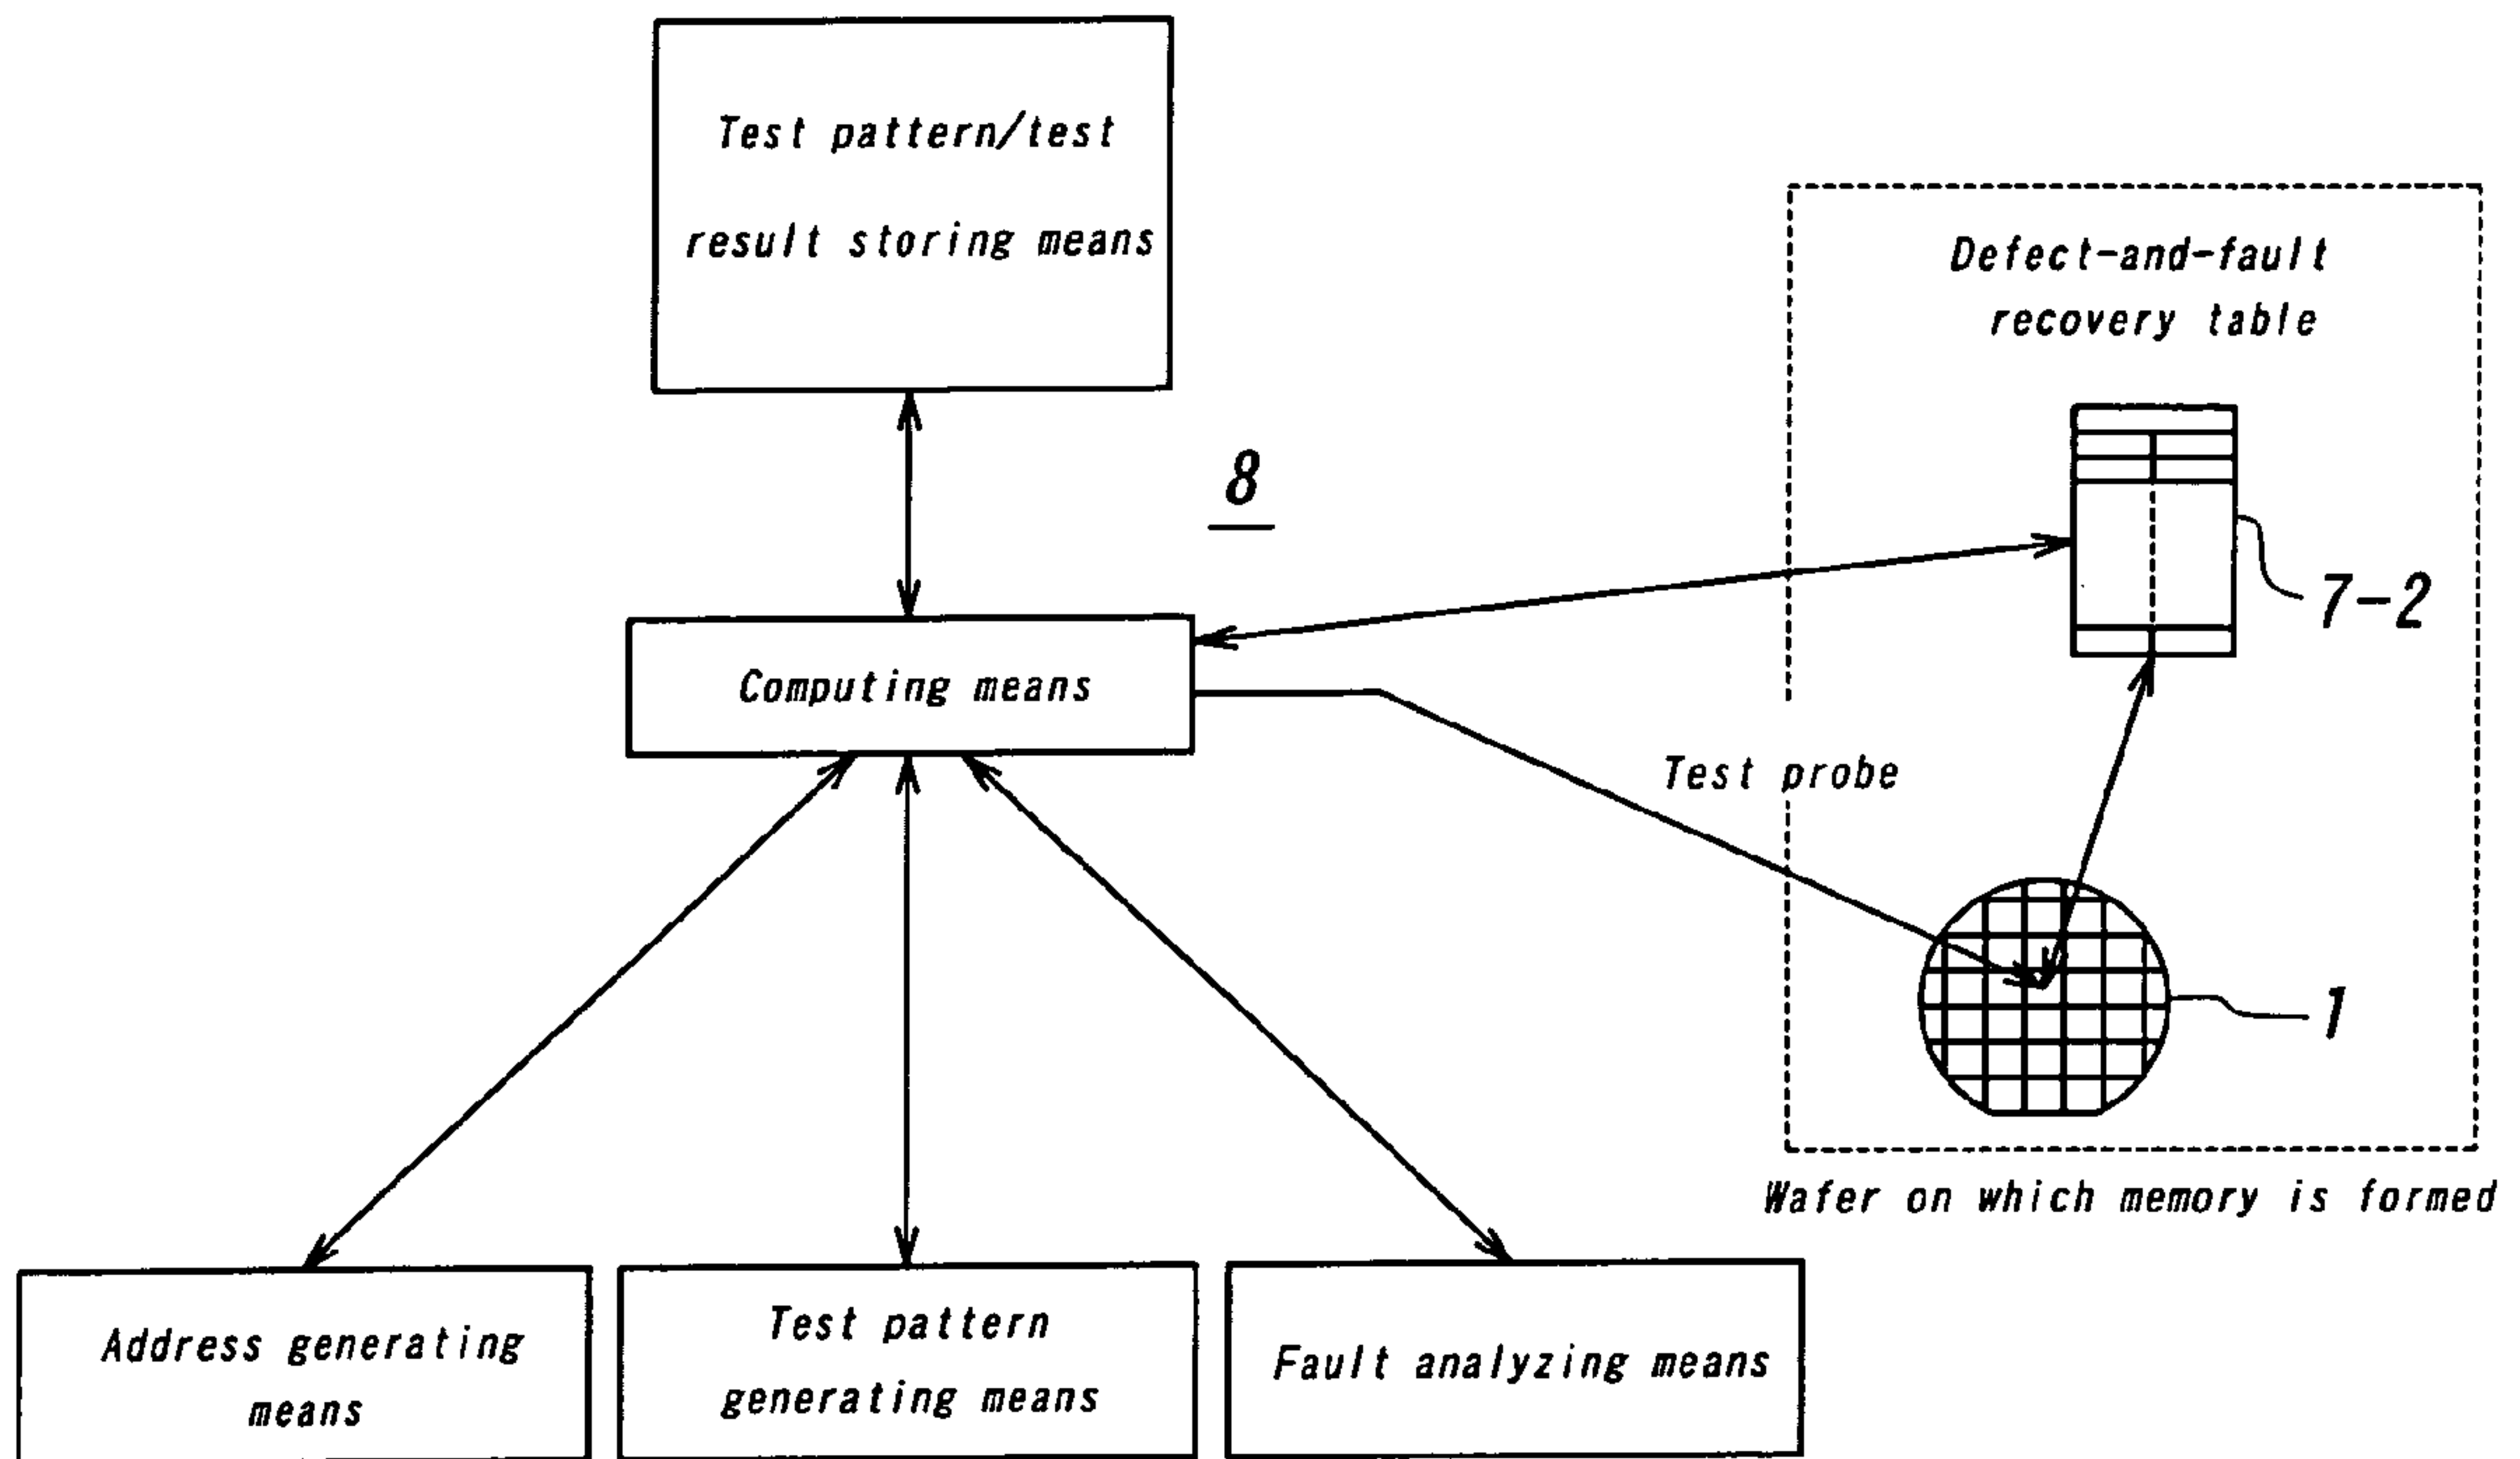 Test pattern/test
result storing means
Defect-and-fault
recovery table
8
7-2
Computing means
Test probe
1
Wafer on which memory is formed
Address generating
means
Test pattern
generating means
Fault analyzing means